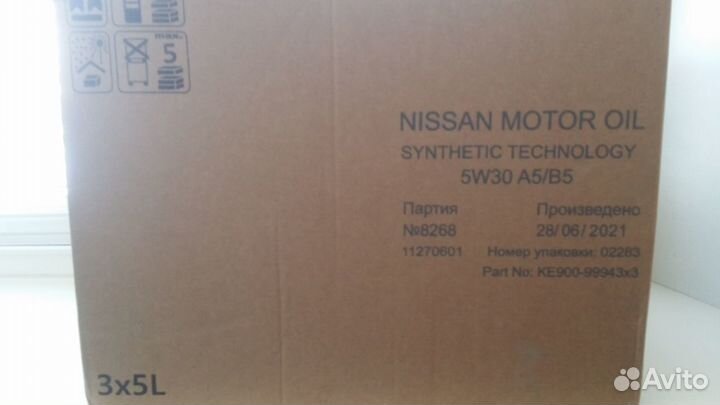 max.
5
NISSAN MOTOR OIL
SYNTHETIC TECHNOLOGY
5W30 A5/B5
Партия Произведено
№8268 28/06/2021
11270601 Номер упаковки: 02283
Part No: KE900-99943x3
3x5L
Avito